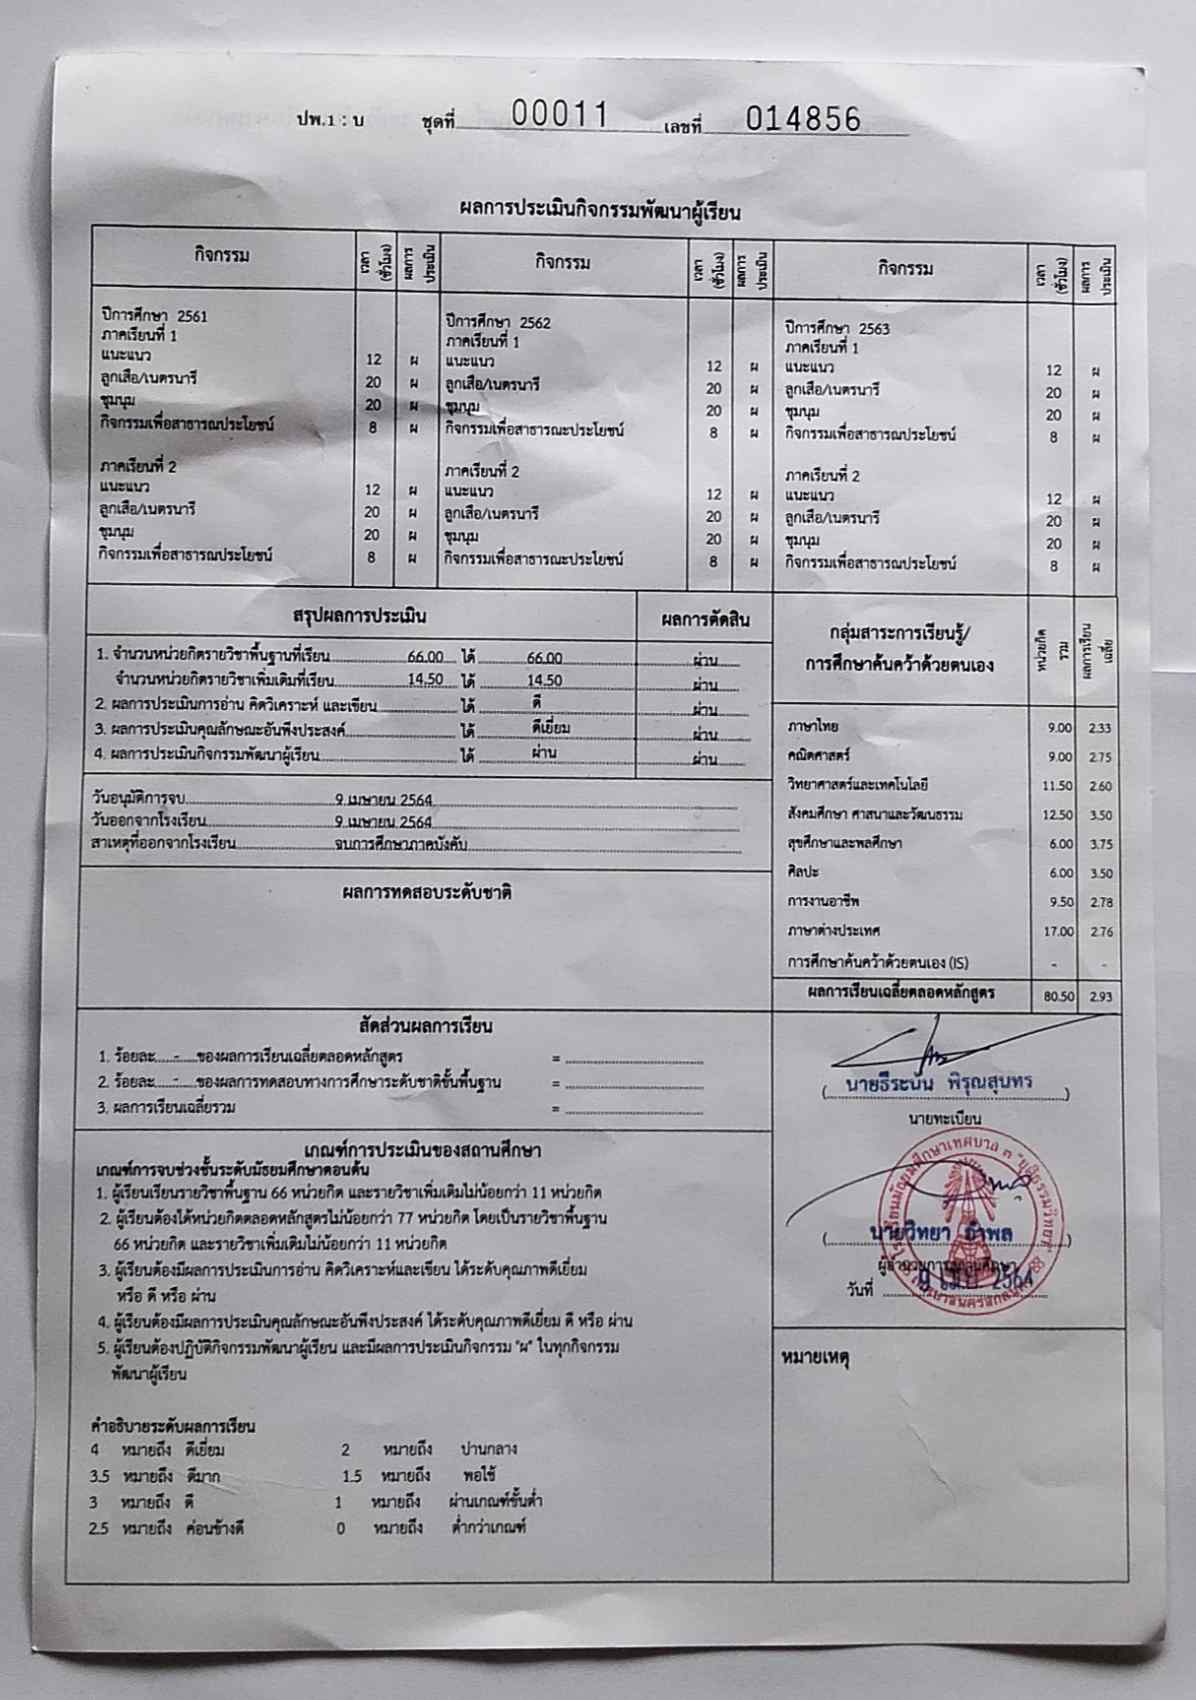 ปพ.1 : บ ชุดที่ 00011 เลขที่ 014856
ผลการประเมินกิจกรรมพัฒนาผู้เรียน
กิจกรรม เวลา (ชั่วโมง) ผลการประเมิน กิจกรรม เวลา (ชั่วโมง) ผลการประเมิน กิจกรรม เวลา (ชั่วโมง) ผลการประเมิน
ปีการศึกษา 2561 ปีการศึกษา 2562 ปีการศึกษา 2563
ภาคเรียนที่ 1 ภาคเรียนที่ 1 ภาคเรียนที่ 1
แนะแนว 12 ผ แนะแนว 12 ผ แนะแนว 12 ผ
ลูกเสือ/เนตรนารี 20 ผ ลูกเสือ/เนตรนารี 20 ผ ลูกเสือ/เนตรนารี 20 ผ
ชุมนุม 20 ผ ชุมนุม 20 ผ ชุมนุม 20 ผ
กิจกรรมเพื่อสาธารณประโยชน์ 8 ผ กิจกรรมเพื่อสาธารณะประโยชน์ 8 ผ กิจกรรมเพื่อสาธารณประโยชน์ 8 ผ
ภาคเรียนที่ 2 ภาคเรียนที่ 2 ภาคเรียนที่ 2
แนะแนว 12 ผ แนะแนว 12 ผ แนะแนว 12 ผ
ลูกเสือ/เนตรนารี 20 ผ ลูกเสือ/เนตรนารี 20 ผ ลูกเสือ/เนตรนารี 20 ผ
ชุมนุม 20 ผ ชุมนุม 20 ผ ชุมนุม 20 ผ
กิจกรรมเพื่อสาธารณประโยชน์ 8 ผ กิจกรรมเพื่อสาธารณะประโยชน์ 8 ผ กิจกรรมเพื่อสาธารณประโยชน์ 8 ผ
สรุปผลการประเมิน ผลการตัดสิน
1. จำนวนหน่วยกิตรายวิชาพื้นฐานที่เรียน 66.00 ได้ 66.00 ผ่าน
จำนวนหน่วยกิตรายวิชาเพิ่มเติมที่เรียน 14.50 ได้ 14.50 ผ่าน
2. ผลการประเมินการอ่าน คิดวิเคราะห์ และเขียน ได้ ดี ผ่าน
3. ผลการประเมินคุณลักษณะอันพึงประสงค์ ได้ ดีเยี่ยม ผ่าน
4. ผลการประเมินกิจกรรมพัฒนาผู้เรียน ได้ ผ่าน ผ่าน
วันอนุมัติการจบ 9 เมษายน 2564
วันออกจากโรงเรียน 9 เมษายน 2564
สาเหตุที่ออกจากโรงเรียน จบการศึกษาภาคบังคับ
ผลการทดสอบระดับชาติ
กลุ่มสาระการเรียนรู้/ หน่วยกิตรวม ผลการเรียนเฉลี่ย
การศึกษาค้นคว้าด้วยตนเอง
ภาษาไทย 9.00 2.33
คณิตศาสตร์ 9.00 2.75
วิทยาศาสตร์และเทคโนโลยี 11.50 2.60
สังคมศึกษา ศาสนาและวัฒนธรรม 12.50 3.50
สุขศึกษาและพลศึกษา 6.00 3.75
ศิลปะ 6.00 3.50
การงานอาชีพ 9.50 2.78
ภาษาต่างประเทศ 17.00 2.76
การศึกษาค้นคว้าด้วยตนเอง (IS) - -
ผลการเรียนเฉลี่ยตลอดหลักสูตร 80.50 2.93
สัดส่วนผลการเรียน
1. ร้อยละ - ของผลการเรียนเฉลี่ยตลอดหลักสูตร =
2. ร้อยละ - ของผลการทดสอบทางการศึกษาระดับชาติขั้นพื้นฐาน =
3. ผลการเรียนเฉลี่ยรวม =
เกณฑ์การประเมินของสถานศึกษา
เกณฑ์การจบช่วงชั้นระดับมัธยมศึกษาตอนต้น
1. ผู้เรียนเรียนรายวิชาพื้นฐาน 66 หน่วยกิต และรายวิชาเพิ่มเติมไม่น้อยกว่า 11 หน่วยกิต
2. ผู้เรียนต้องได้หน่วยกิตตลอดหลักสูตรไม่น้อยกว่า 77 หน่วยกิต โดยเป็นรายวิชาพื้นฐาน
66 หน่วยกิต และรายวิชาเพิ่มเติมไม่น้อยกว่า 11 หน่วยกิต
3. ผู้เรียนต้องมีผลการประเมินการอ่าน คิดวิเคราะห์และเขียน ได้ระดับคุณภาพดีเยี่ยม
หรือ ดี หรือ ผ่าน
4. ผู้เรียนต้องมีผลการประเมินคุณลักษณะอันพึงประสงค์ ได้ระดับคุณภาพดีเยี่ยม ดี หรือ ผ่าน
5. ผู้เรียนต้องปฏิบัติกิจกรรมพัฒนาผู้เรียน และมีผลการประเมินกิจกรรม "ผ" ในทุกกิจกรรม
พัฒนาผู้เรียน
คำอธิบายระดับผลการเรียน
4 หมายถึง ดีเยี่ยม 2 หมายถึง ปานกลาง
3.5 หมายถึง ดีมาก 1.5 หมายถึง พอใช้
3 หมายถึง ดี 1 หมายถึง ผ่านเกณฑ์ขั้นต่ำ
2.5 หมายถึง ค่อนข้างดี 0 หมายถึง ต่ำกว่าเกณฑ์
( นายธีระนัน พิรุณสุนทร )
นายทะเบียน
( นายวิทยา อำพล )
ผู้อำนวยการสถานศึกษา
วันที่ 9 เม.ย. 2564
หมายเหตุ